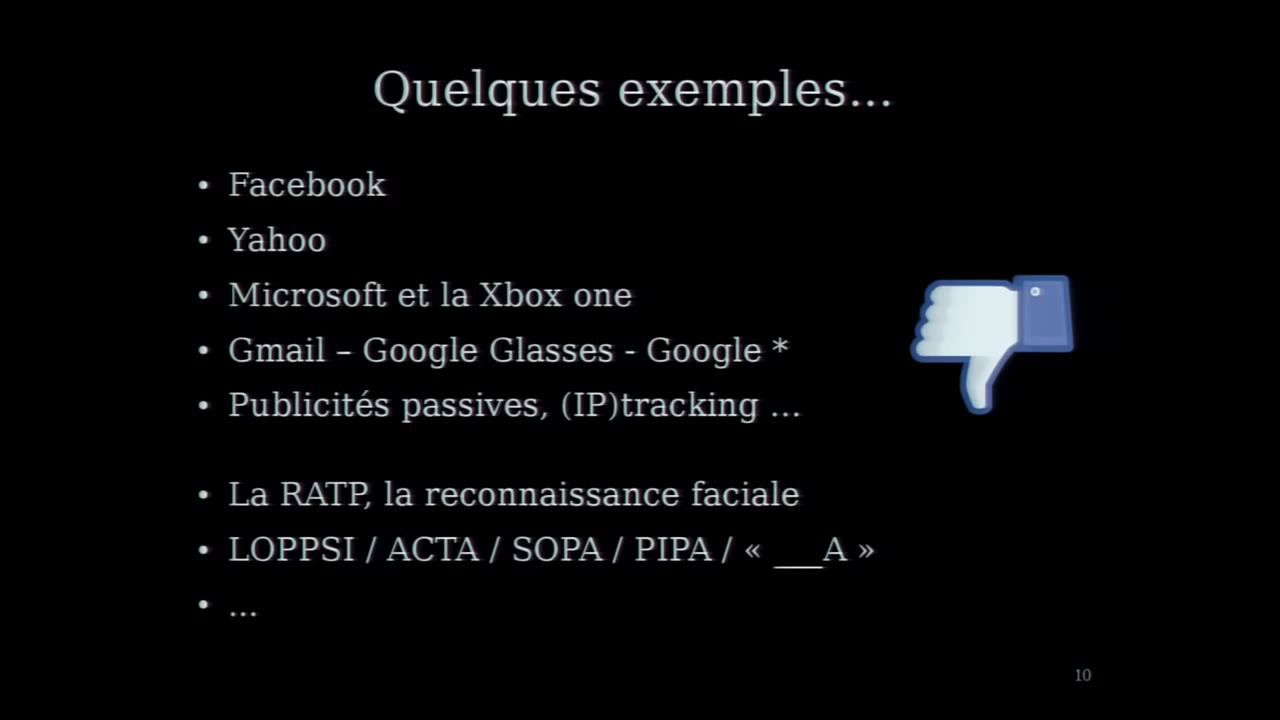 Quelques exemples...
• Facebook
• Yahoo
• Microsoft et la Xbox one
• Gmail – Google Glasses - Google *
• Publicités passives, (IP)tracking ...
• La RATP, la reconnaissance faciale
• LOPPSI / ACTA / SOPA / PIPA / « ___A »
• ...
10